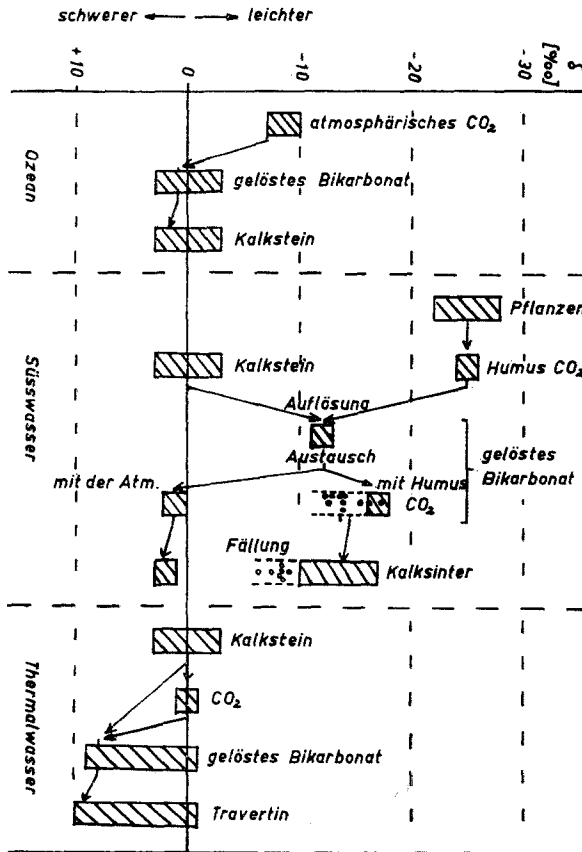 schwerer ← → leichter
+10 0 -10 -20 -30 δ [‰]
Ozean
atmosphärisches CO₂
gelöstes Bikarbonat
Kalkstein
Süsswasser
Pflanzen
Kalkstein
Humus CO₂
Auflösung
Austausch
gelöstes
Bikarbonat
mit der Atm.
mit Humus
CO₂
Fällung
Kalksinter
Thermalwasser
Kalkstein
CO₂
gelöstes Bikarbonat
Travertin